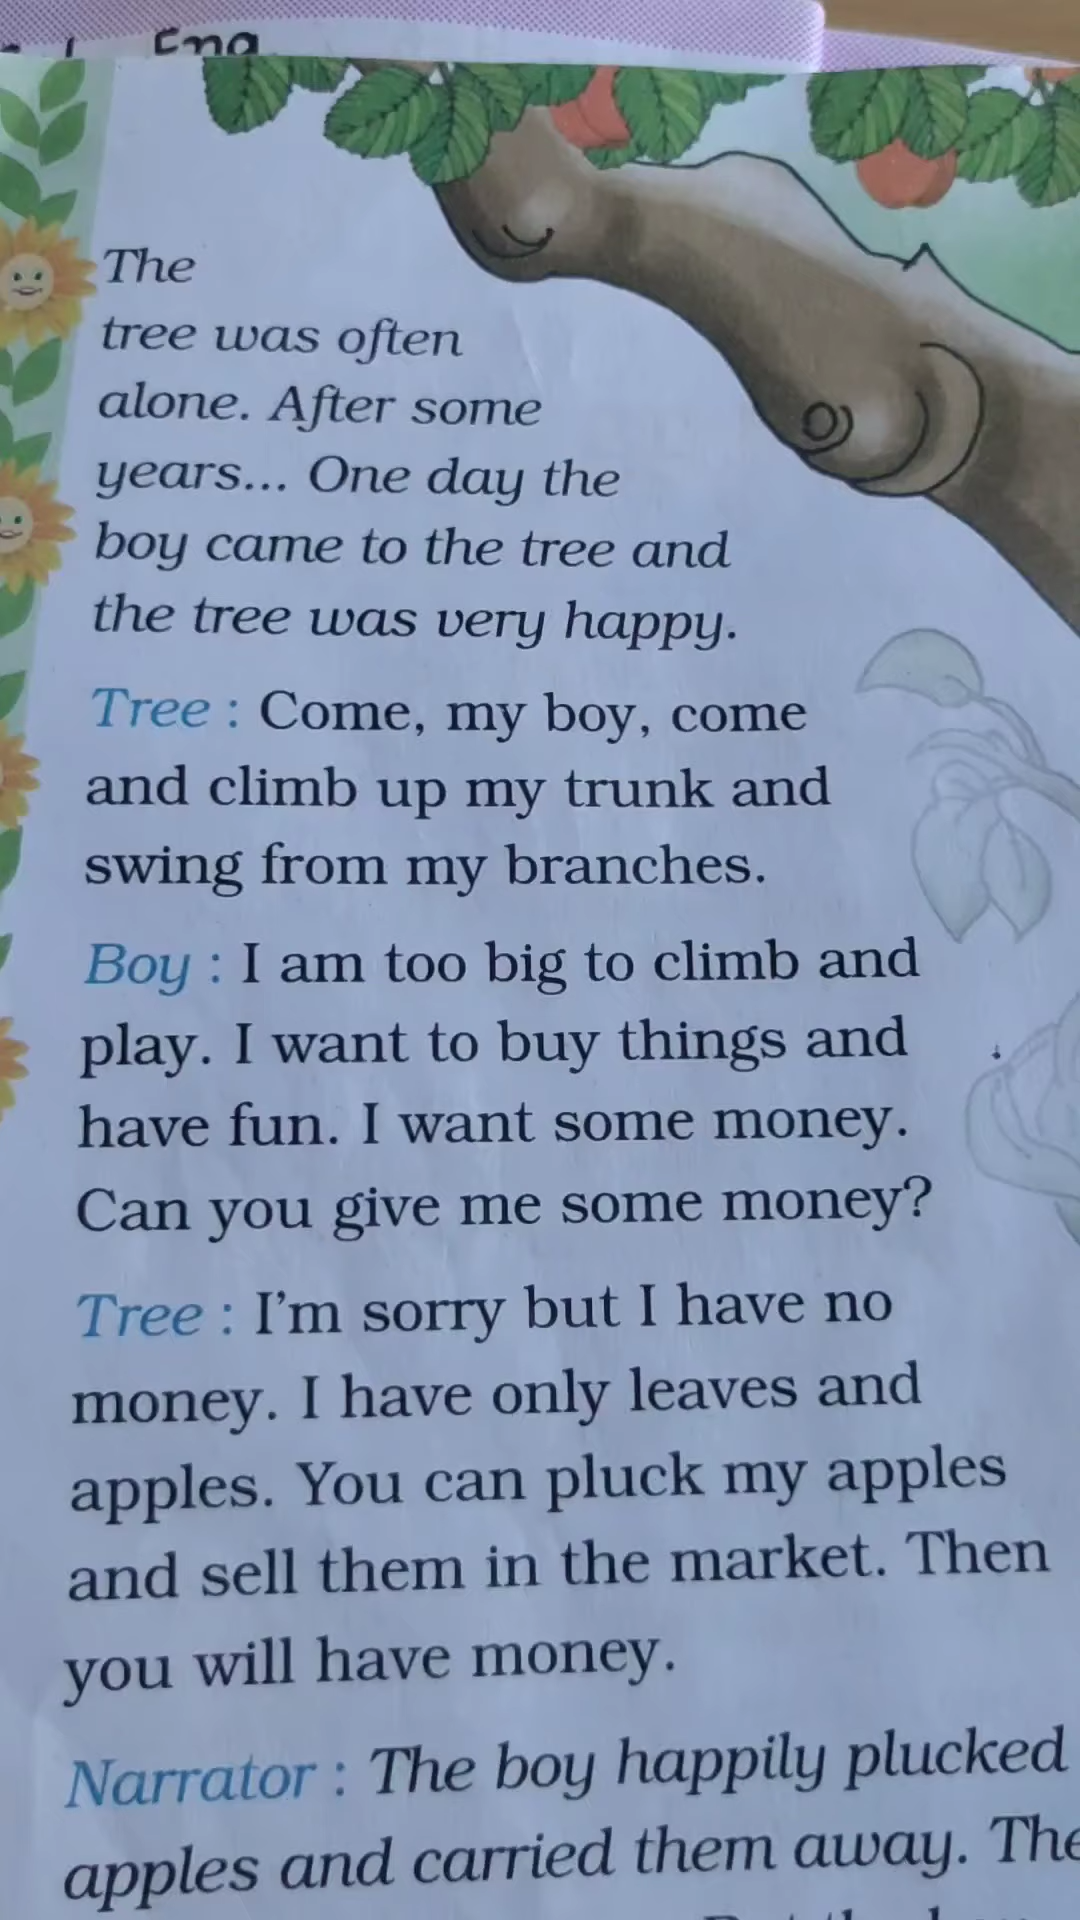 Eng
The
tree was often
alone. After some
years... One day the
boy came to the tree and
the tree was very happy.
Tree : Come, my boy, come
and climb up my trunk and
swing from my branches.
Boy : I am too big to climb and
play. I want to buy things and
have fun. I want some money.
Can you give me some money?
Tree : I'm sorry but I have no
money. I have only leaves and
apples. You can pluck my apples
and sell them in the market. Then
you will have money.
Narrator : The boy happily plucked
apples and carried them away. The